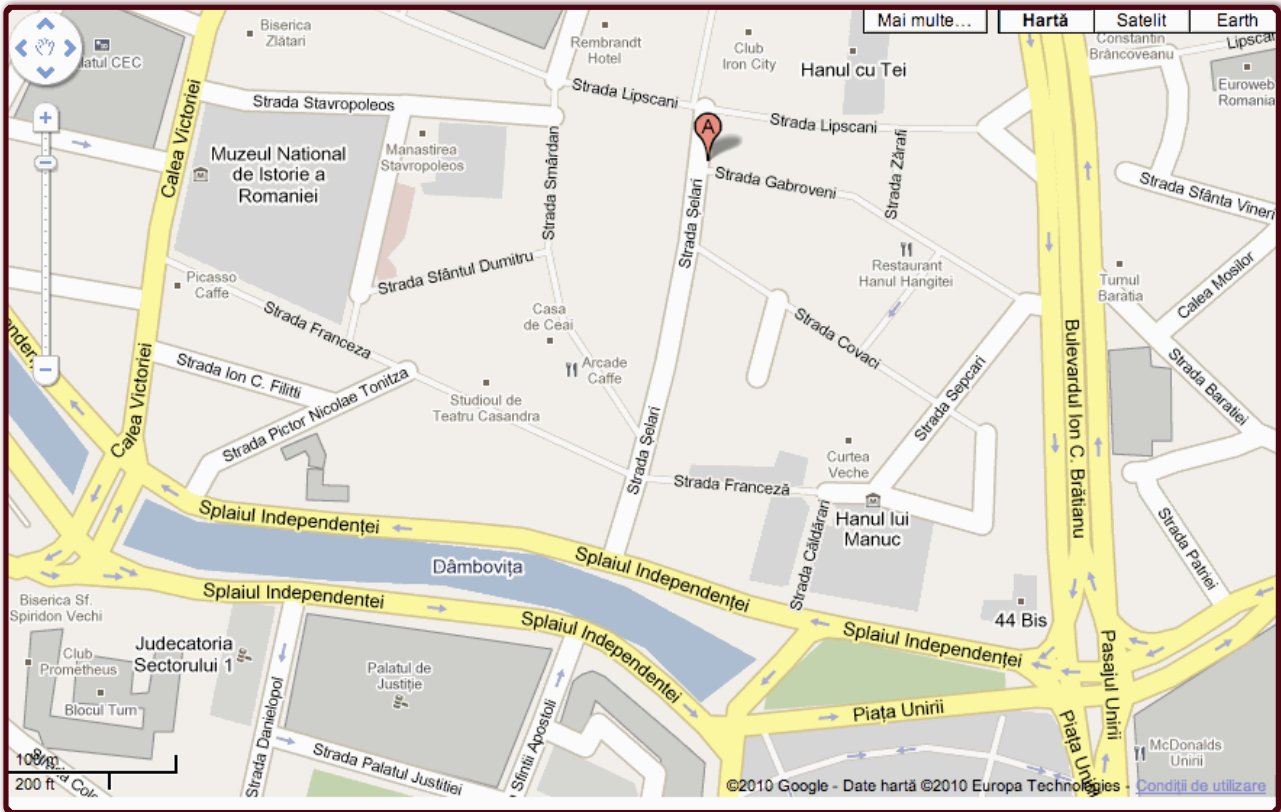 Mai multe...
Hartă
Satelit
Earth
Biserica
Zlătari
Rembrandt
Hotel
Club
Iron City
Hanul cu Tei
Constantin
Brâncoveanu
Lipscar
latul CEC
Euroweb
Romania
Strada Stavropoleos
Strada Lipscani
Strada Lipscani
A
Calea Victoriei
Muzeul National
de Istorie a
Romaniei
Manastirea
Stavropoleos
Strada Smârdan
Strada Șelari
Strada Gabroveni
Strada Zărafi
Strada Sfânta Vineri
Strada Sfântul Dumitru
Restaurant
Hanul Hangitei
Turnul
Baratia
Calea Mosilor
Picasso
Caffe
Strada Franceza
Casa
de Ceai
Strada Covaci
Bulevardul Ion C. Brătianu
Calea Victoriei
Strada Ion C. Filitti
Arcade
Caffe
Strada Sepcari
Strada Baratiei
Strada Pictor Nicolae Tonitza
Studioul de
Teatru Casandra
Strada Șelari
Curtea
Veche
Strada Franceză
Splaiul Independenței
Hanul lui
Manuc
Strada Căldărari
Strada Patriei
Dâmbovița
Splaiul Independenței
Splaiul Independentei
Splaiul Independentei
Splaiul Independenței
44 Bis
Biserica Sf.
Spiridon Vechi
Judecatoria
Sectorului 1
Club
Prometheus
Blocul Turn
Palatul de
Justiție
Pasajul Unirii
Piața Unirii
Piața Unirii
Strada Danielopol
Strada Palatul Justitiei
Sfintii Apostoli
McDonalds
Unirii
100 m
200 ft
©2010 Google - Date hartă ©2010 Europa Technologies - Condiții de utilizare